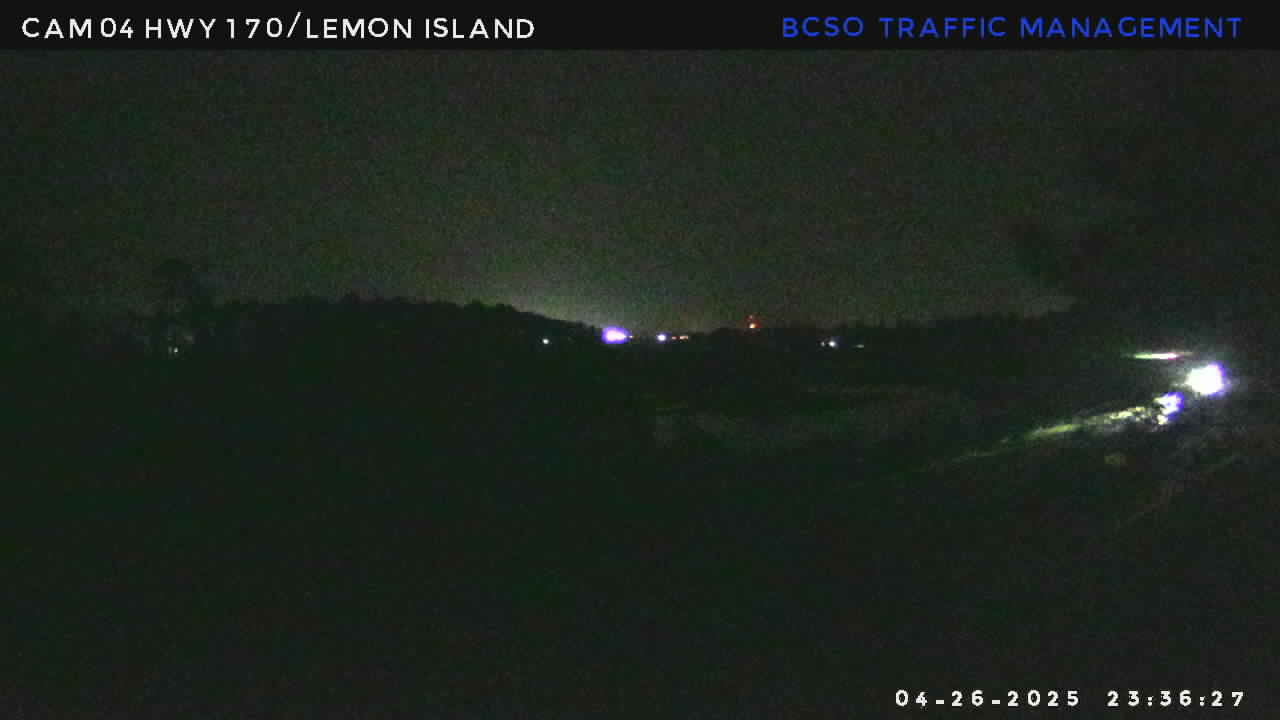 CAM04 HWY 170/LEMON ISLAND
BCSO TRAFFIC MANAGEMENT
04-26-2025 23:36:27